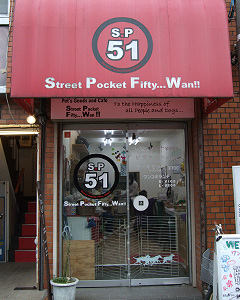 S·P
51
Street Pocket Fifty...Wan!!
Pet's Goods and Cafe
Street Pocket
Fifty...Wan!!
To the Happiness of
all People and Dogs...
S·P
51
Street Pocket Fifty...Wan!!
WE